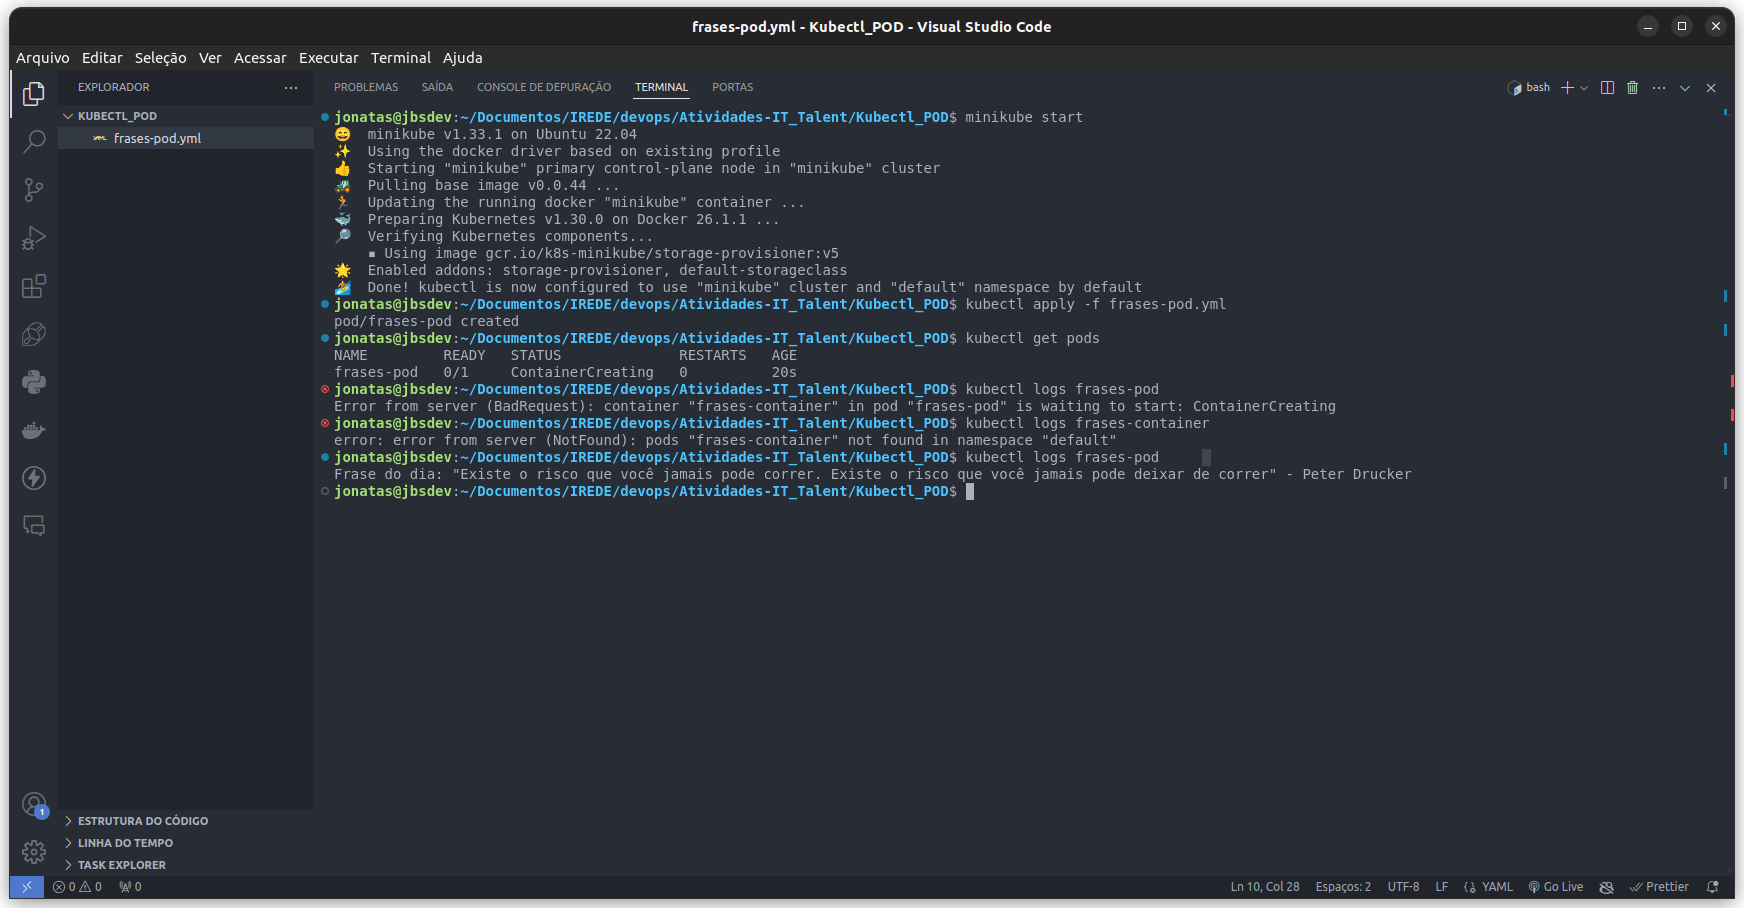 frases-pod.yml - Kubectl_POD - Visual Studio Code
Arquivo Editar Seleção Ver Acessar Executar Terminal Ajuda
EXPLORADOR
KUBECTL_POD
frases-pod.yml
PROBLEMAS SAÍDA CONSOLE DE DEPURAÇÃO TERMINAL PORTAS
bash
jonatas@jbsdev:~/Documentos/IREDE/devops/Atividades-IT_Talent/Kubectl_POD$ minikube start
minikube v1.33.1 on Ubuntu 22.04
Using the docker driver based on existing profile
Starting "minikube" primary control-plane node in "minikube" cluster
Pulling base image v0.0.44 ...
Updating the running docker "minikube" container ...
Preparing Kubernetes v1.30.0 on Docker 26.1.1 ...
Verifying Kubernetes components...
▪ Using image gcr.io/k8s-minikube/storage-provisioner:v5
Enabled addons: storage-provisioner, default-storageclass
Done! kubectl is now configured to use "minikube" cluster and "default" namespace by default
jonatas@jbsdev:~/Documentos/IREDE/devops/Atividades-IT_Talent/Kubectl_POD$ kubectl apply -f frases-pod.yml
pod/frases-pod created
jonatas@jbsdev:~/Documentos/IREDE/devops/Atividades-IT_Talent/Kubectl_POD$ kubectl get pods
NAME READY STATUS RESTARTS AGE
frases-pod 0/1 ContainerCreating 0 20s
jonatas@jbsdev:~/Documentos/IREDE/devops/Atividades-IT_Talent/Kubectl_POD$ kubectl logs frases-pod
Error from server (BadRequest): container "frases-container" in pod "frases-pod" is waiting to start: ContainerCreating
jonatas@jbsdev:~/Documentos/IREDE/devops/Atividades-IT_Talent/Kubectl_POD$ kubectl logs frases-container
error: error from server (NotFound): pods "frases-container" not found in namespace "default"
jonatas@jbsdev:~/Documentos/IREDE/devops/Atividades-IT_Talent/Kubectl_POD$ kubectl logs frases-pod
Frase do dia: "Existe o risco que você jamais pode correr. Existe o risco que você jamais pode deixar de correr" - Peter Drucker
jonatas@jbsdev:~/Documentos/IREDE/devops/Atividades-IT_Talent/Kubectl_POD$
1
ESTRUTURA DO CÓDIGO
LINHA DO TEMPO
TASK EXPLORER
0 0 0 Ln 10, Col 28 Espaços: 2 UTF-8 LF YAML Go Live Prettier